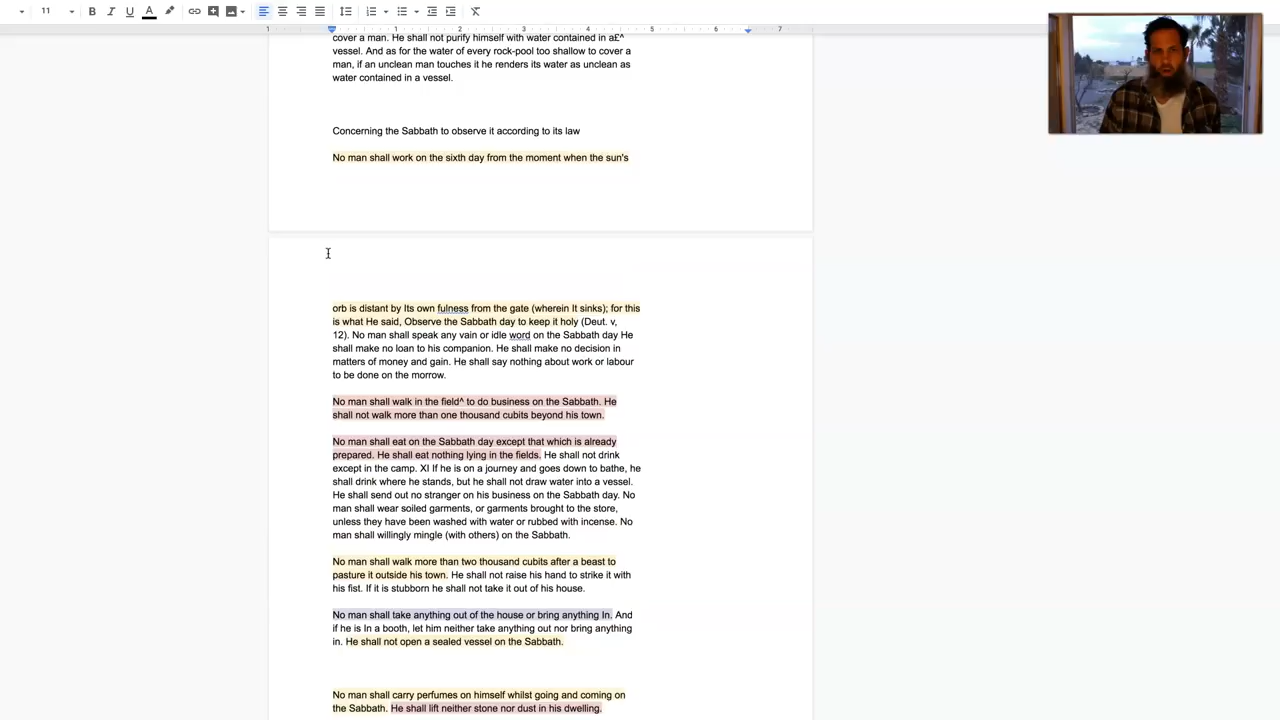 11
B I U A
1 1 2 3 4 5 6 7
cover a man. He shall not purify himself with water contained in a£^
vessel. And as for the water of every rock-pool too shallow to cover a
man, if an unclean man touches it he renders its water as unclean as
water contained in a vessel.
Concerning the Sabbath to observe it according to its law
No man shall work on the sixth day from the moment when the sun's
orb is distant by Its own fulness from the gate (wherein It sinks); for this
is what He said, Observe the Sabbath day to keep it holy (Deut. v,
12). No man shall speak any vain or idle word on the Sabbath day He
shall make no loan to his companion. He shall make no decision in
matters of money and gain. He shall say nothing about work or labour
to be done on the morrow.
No man shall walk in the field^ to do business on the Sabbath. He
shall not walk more than one thousand cubits beyond his town.
No man shall eat on the Sabbath day except that which is already
prepared. He shall eat nothing lying in the fields. He shall not drink
except in the camp. XI If he is on a journey and goes down to bathe, he
shall drink where he stands, but he shall not draw water into a vessel.
He shall send out no stranger on his business on the Sabbath day. No
man shall wear soiled garments, or garments brought to the store,
unless they have been washed with water or rubbed with incense. No
man shall willingly mingle (with others) on the Sabbath.
No man shall walk more than two thousand cubits after a beast to
pasture it outside his town. He shall not raise his hand to strike it with
his fist. If it is stubborn he shall not take it out of his house.
No man shall take anything out of the house or bring anything In. And
if he is In a booth, let him neither take anything out nor bring anything
in. He shall not open a sealed vessel on the Sabbath.
No man shall carry perfumes on himself whilst going and coming on
the Sabbath. He shall lift neither stone nor dust in his dwelling.